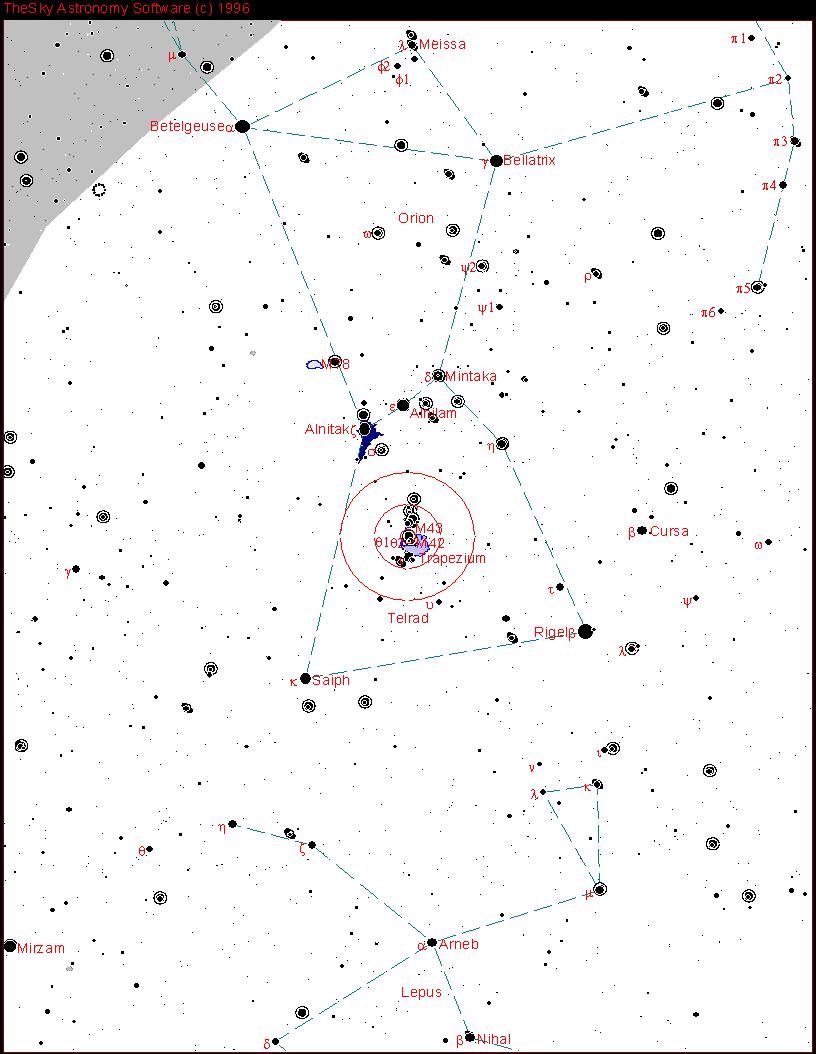 TheSky Astronomy Software (c) 1996
μ
λ Meissa
π1
φ2
φ1
π2
Betelgeuse α
π3
γ Bellatrix
π4
Orion
ω
ψ2
ρ
π5
ψ1
π6
M78
δ Mintaka
ε Alnilam
Alnitak ζ
η
σ
M43
β Cursa
θ1 θ2 M42
ω
Trapezium
γ
τ
υ
ψ
Telrad
Rigel β
λ
κ Saiph
ι
ν
κ
λ
η
ζ
θ
μ
α Arneb
Mirzam
Lepus
β Nihal
δ